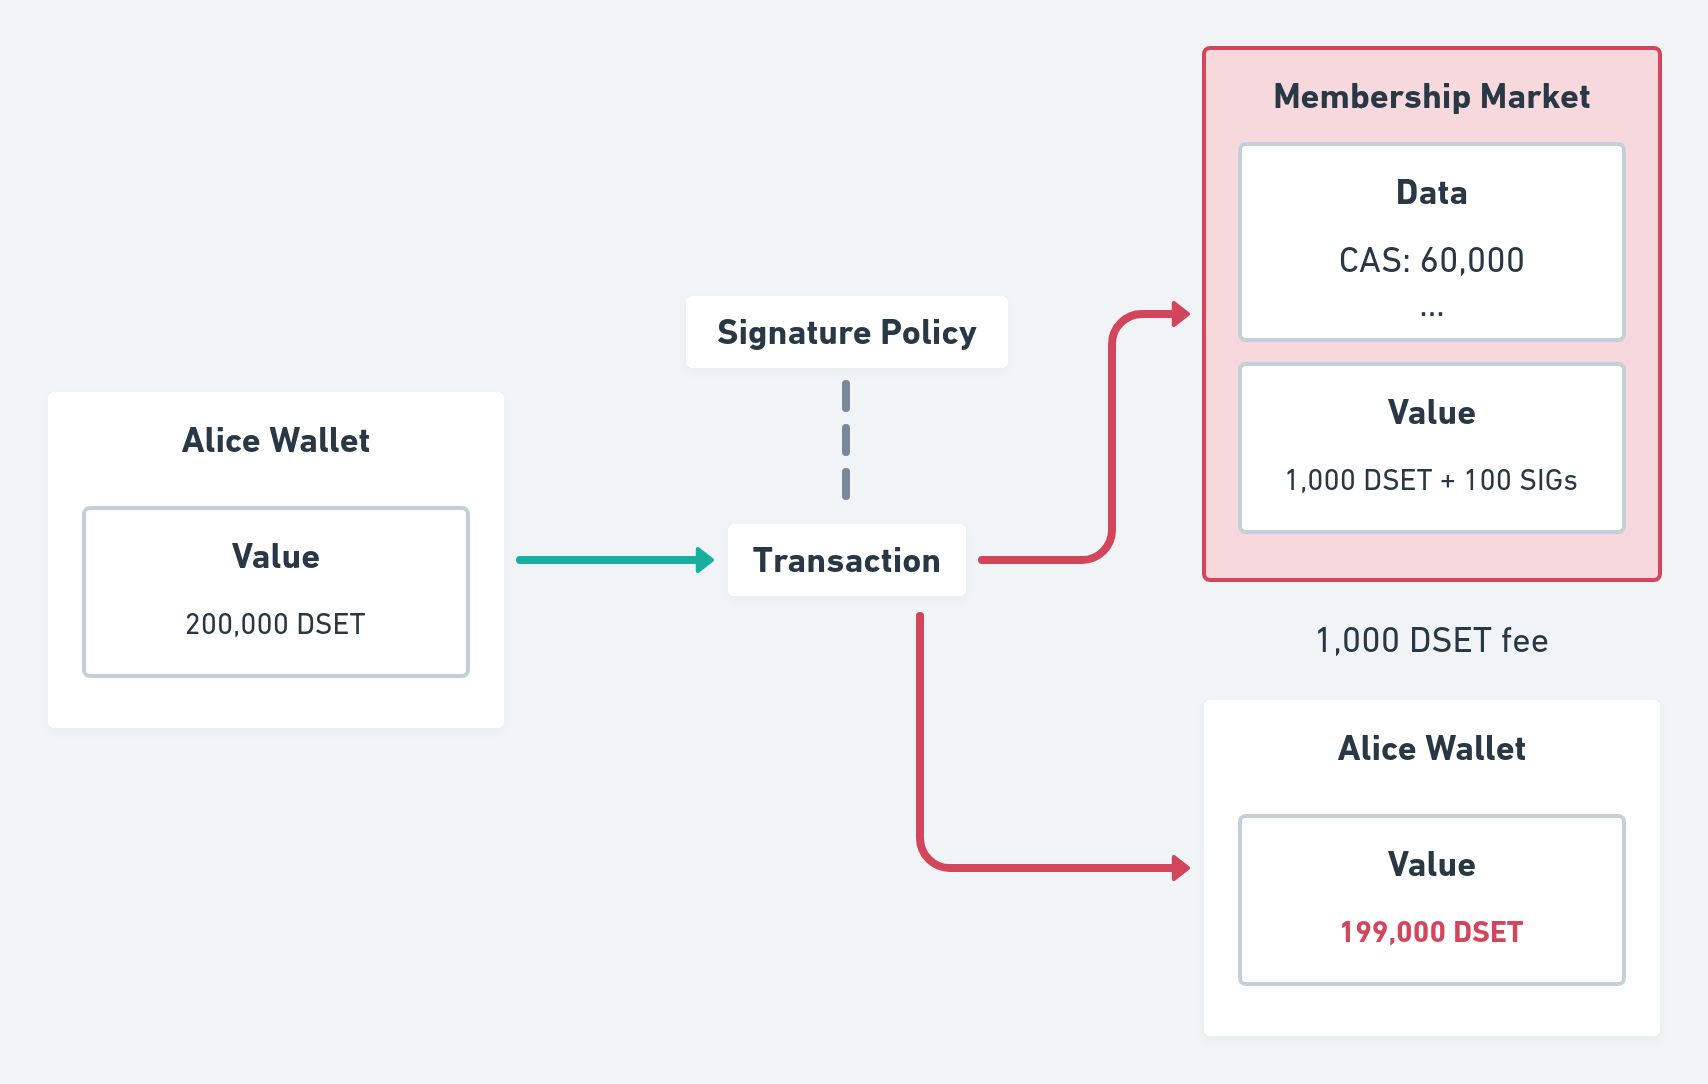 Alice Wallet
Value
200,000 DSET
Signature Policy
Transaction
Membership Market
Data
CAS: 60,000
...
Value
1,000 DSET + 100 SIGs
1,000 DSET fee
Alice Wallet
Value
199,000 DSET